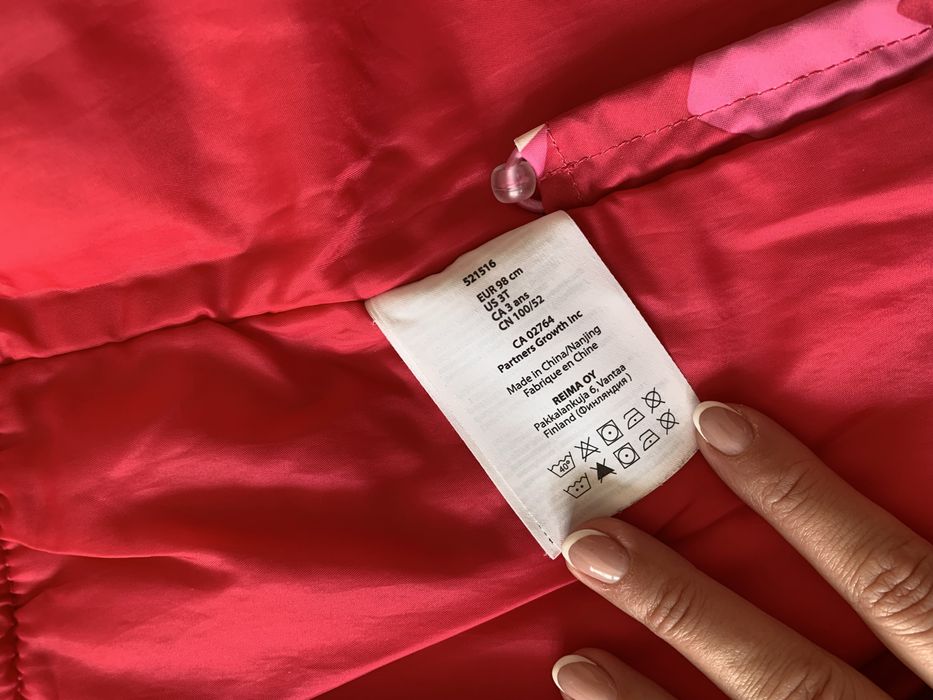 521516
EUR 98 cm
US 3T
CA 3 ans
CN 100/52
CA 02764
Partners Growth Inc
Made in China/Nanjing
Fabrique en Chine
REIMA OY
Pakkalankuja 6, Vantaa
Finland (Финляндия)
40°